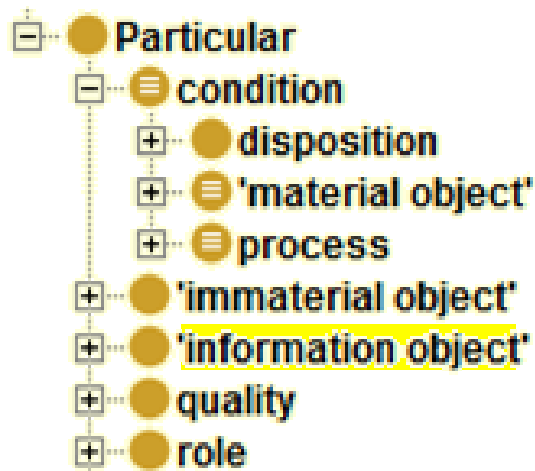 Particular
condition
disposition
'material object'
process
'immaterial object'
'information object'
quality
role